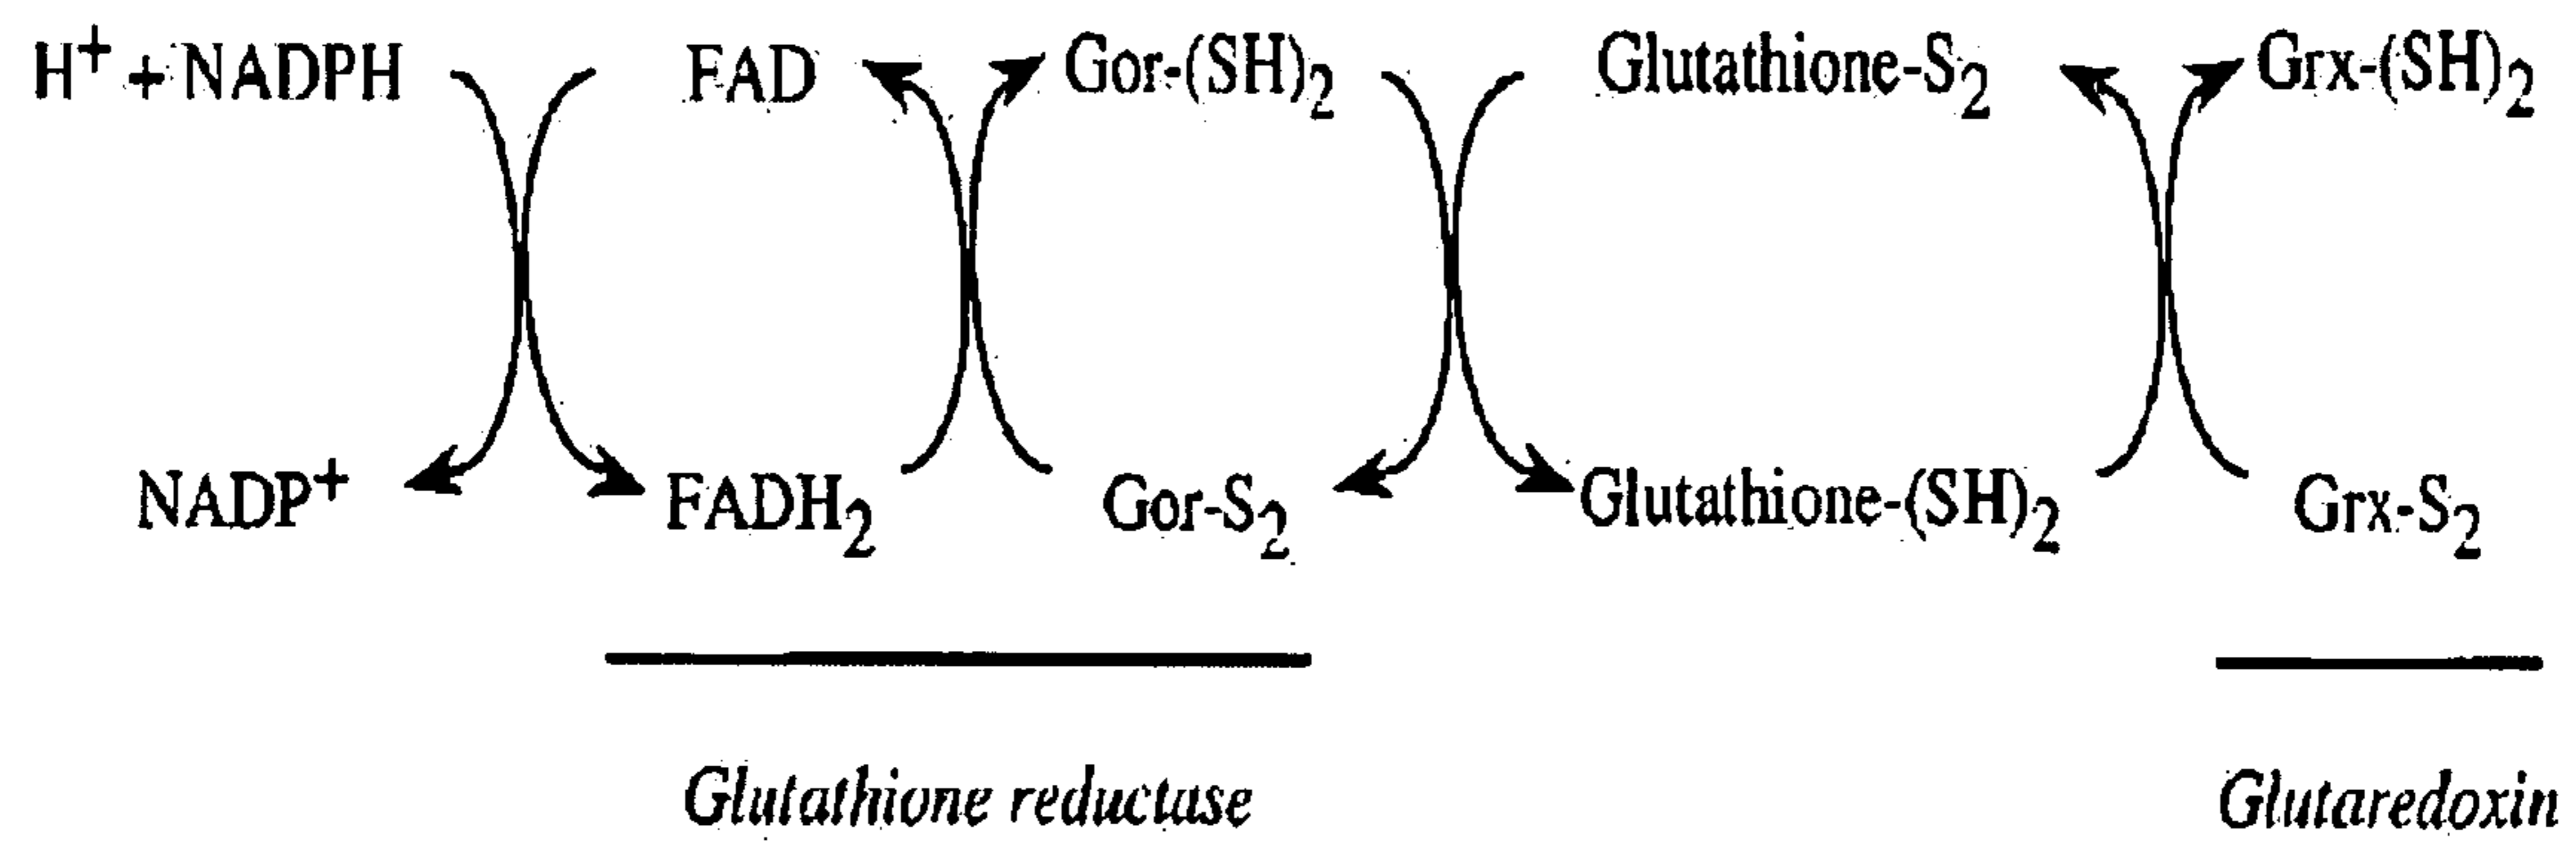 H⁺ + NADPH FAD Gor-(SH)₂ Glutathione-S₂ Grx-(SH)₂
NADP⁺ FADH₂ Gor-S₂ Glutathione-(SH)₂ Grx-S₂
Glutathione reductase Glutaredoxin